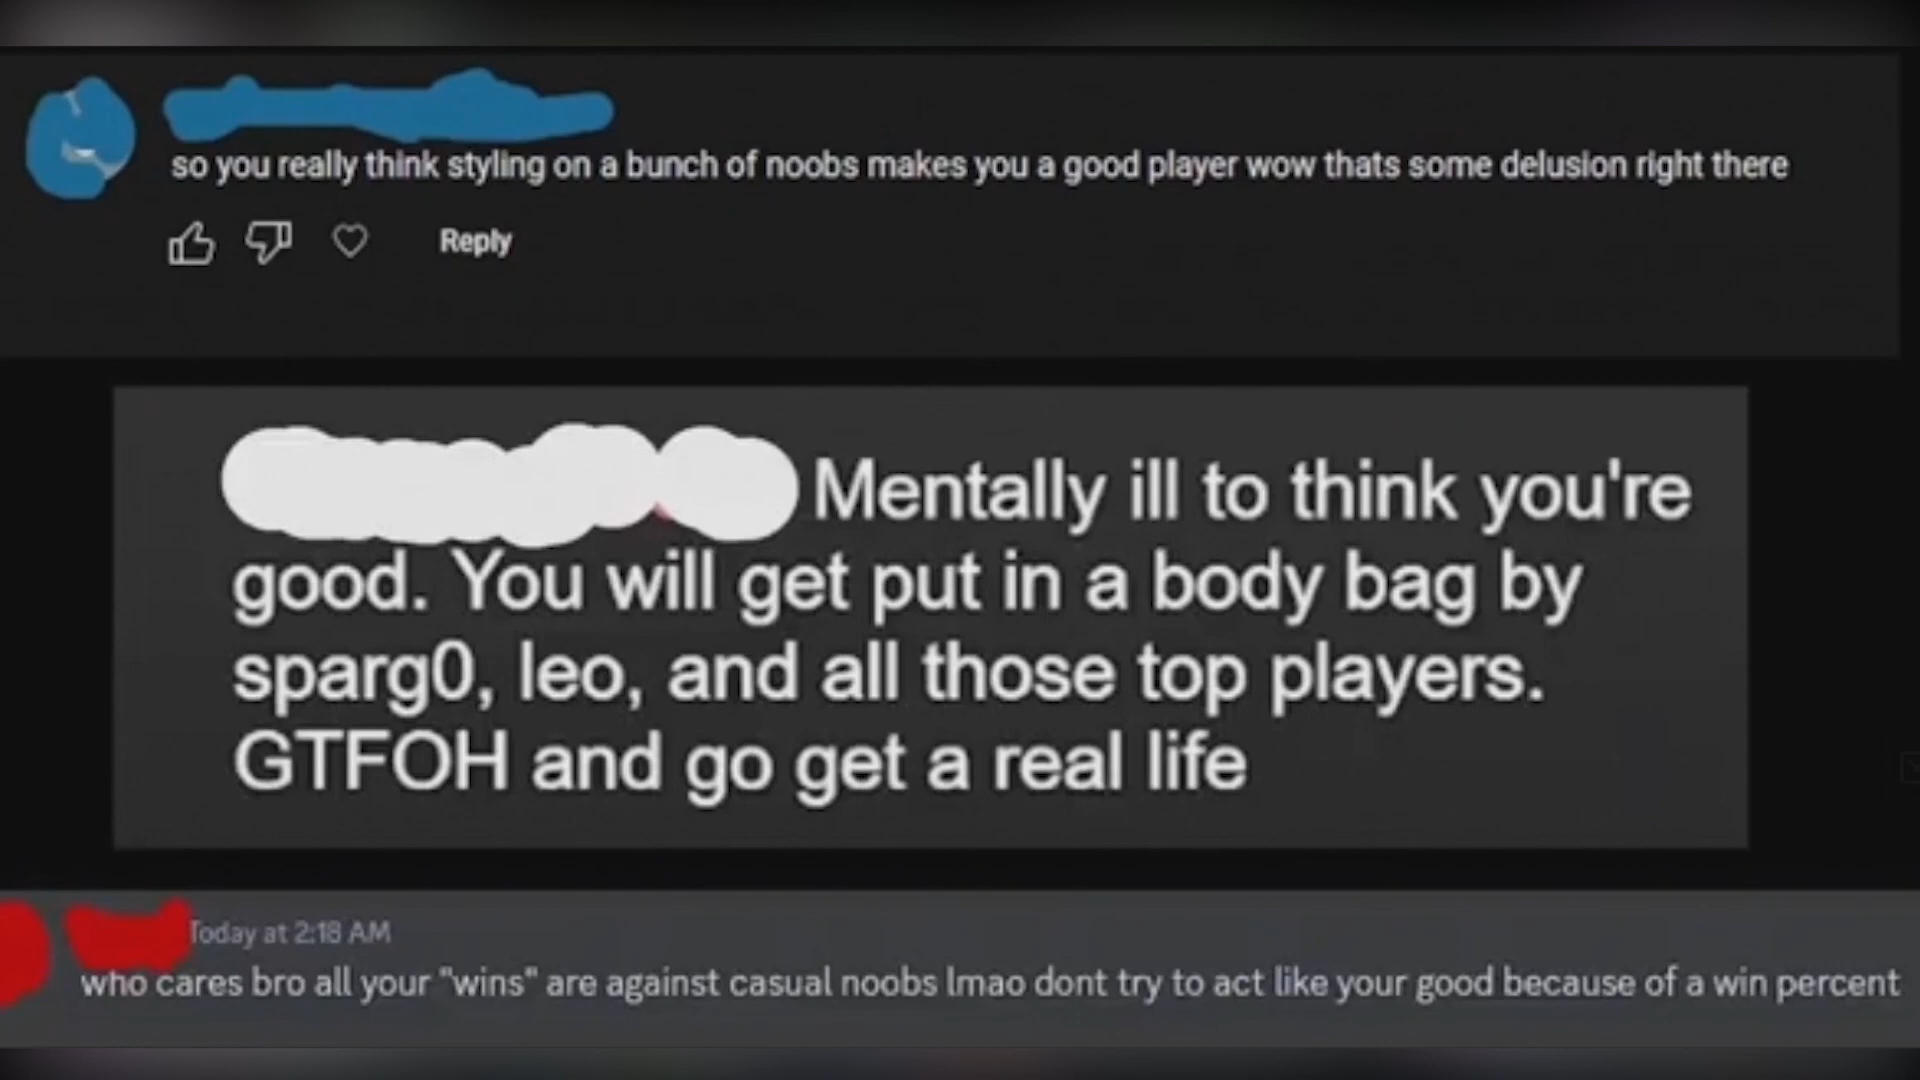 so you really think styling on a bunch of noobs makes you a good player wow thats some delusion right there
Reply
Mentally ill to think you're
good. You will get put in a body bag by
sparg0, leo, and all those top players.
GTFOH and go get a real life
Today at 2:18 AM
who cares bro all your "wins" are against casual noobs lmao dont try to act like your good because of a win percent